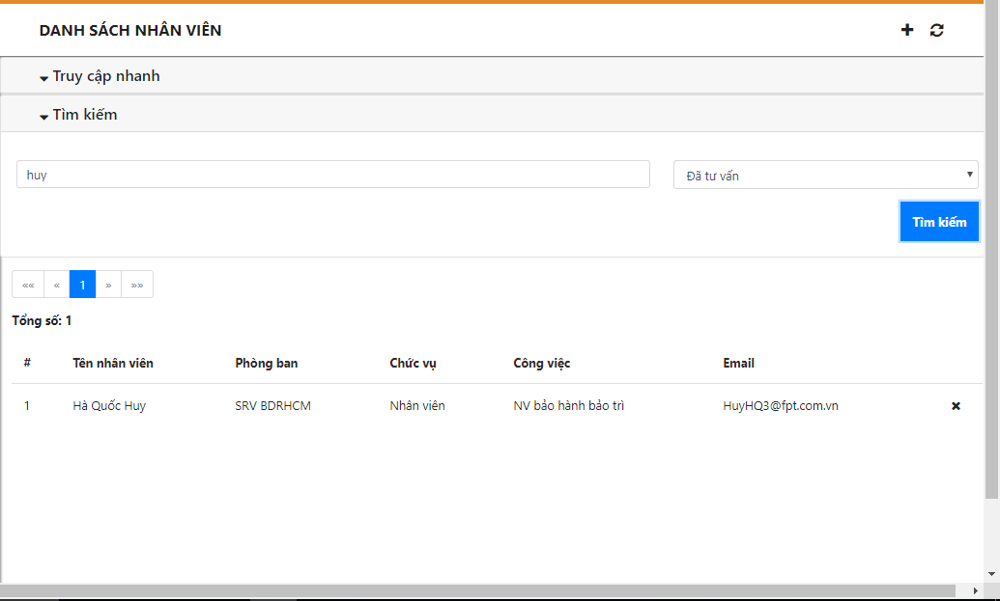 DANH SÁCH NHÂN VIÊN
Truy cập nhanh
Tìm kiếm
huy Đã tư vấn
Tìm kiếm
«« « 1 » »»
Tổng số: 1
# Tên nhân viên Phòng ban Chức vụ Công việc Email
1 Hà Quốc Huy SRV BDRHCM Nhân viên NV bảo hành bảo trì HuyHQ3@fpt.com.vn